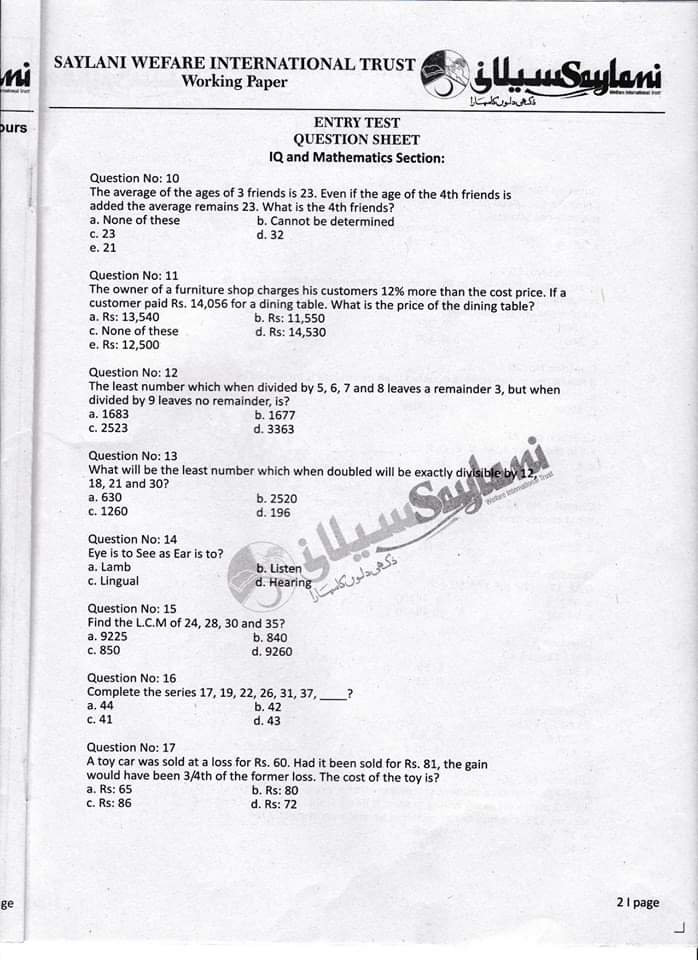 SAYLANI WEFARE INTERNATIONAL TRUST
Working Paper
سیلانی Saylani
Welfare International Trust
دکھی دلوں کا سہارا
ours
ENTRY TEST
QUESTION SHEET
IQ and Mathematics Section:
Question No: 10
The average of the ages of 3 friends is 23. Even if the age of the 4th friends is
added the average remains 23. What is the 4th friends?
a. None of these b. Cannot be determined
c. 23 d. 32
e. 21
Question No: 11
The owner of a furniture shop charges his customers 12% more than the cost price. If a
customer paid Rs. 14,056 for a dining table. What is the price of the dining table?
a. Rs: 13,540 b. Rs: 11,550
c. None of these d. Rs: 14,530
e. Rs: 12,500
Question No: 12
The least number which when divided by 5, 6, 7 and 8 leaves a remainder 3, but when
divided by 9 leaves no remainder, is?
a. 1683 b. 1677
c. 2523 d. 3363
Question No: 13
What will be the least number which when doubled will be exactly divisible by 12,
18, 21 and 30?
a. 630 b. 2520
c. 1260 d. 196
سیلانی Saylani
Welfare International Trust
دکھی دلوں کا سہارا
Question No: 14
Eye is to See as Ear is to?
a. Lamb b. Listen
c. Lingual d. Hearing
Question No: 15
Find the L.C.M of 24, 28, 30 and 35?
a. 9225 b. 840
c. 850 d. 9260
Question No: 16
Complete the series 17, 19, 22, 26, 31, 37, ____?
a. 44 b. 42
c. 41 d. 43
Question No: 17
A toy car was sold at a loss for Rs. 60. Had it been sold for Rs. 81, the gain
would have been 3/4th of the former loss. The cost of the toy is?
a. Rs: 65 b. Rs: 80
c. Rs: 86 d. Rs: 72
ge
2 I page